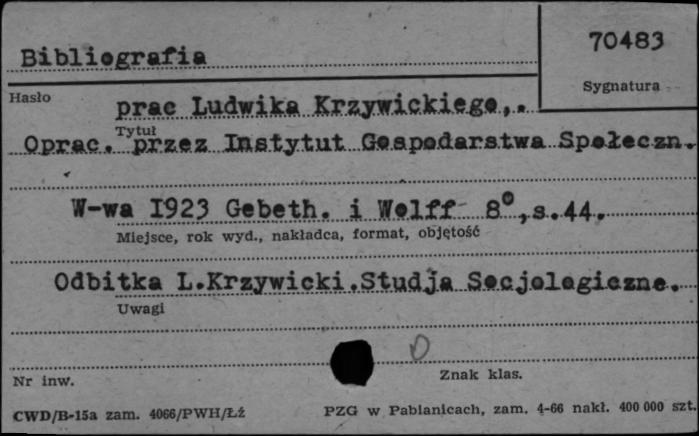 70483
Bibliografia
Sygnatura
Hasło
prac Ludwika Krzywickiego,.
Tytuł
Oprac. przez Instytut Gospodarstwa Społeczn.
W-wa I923 Gebeth. i Wolff 8°,s.44.
Miejsce, rok wyd., nakładca, format, objętość
Odbitka L.Krzywicki.Studja Socjologiczne.
Uwagi
Nr inw.
Znak klas.
CWD/B-15a zam. 4066/PWH/Łź
PZG w Pabianicach, zam. 4-66 nakł. 400 000 szt.